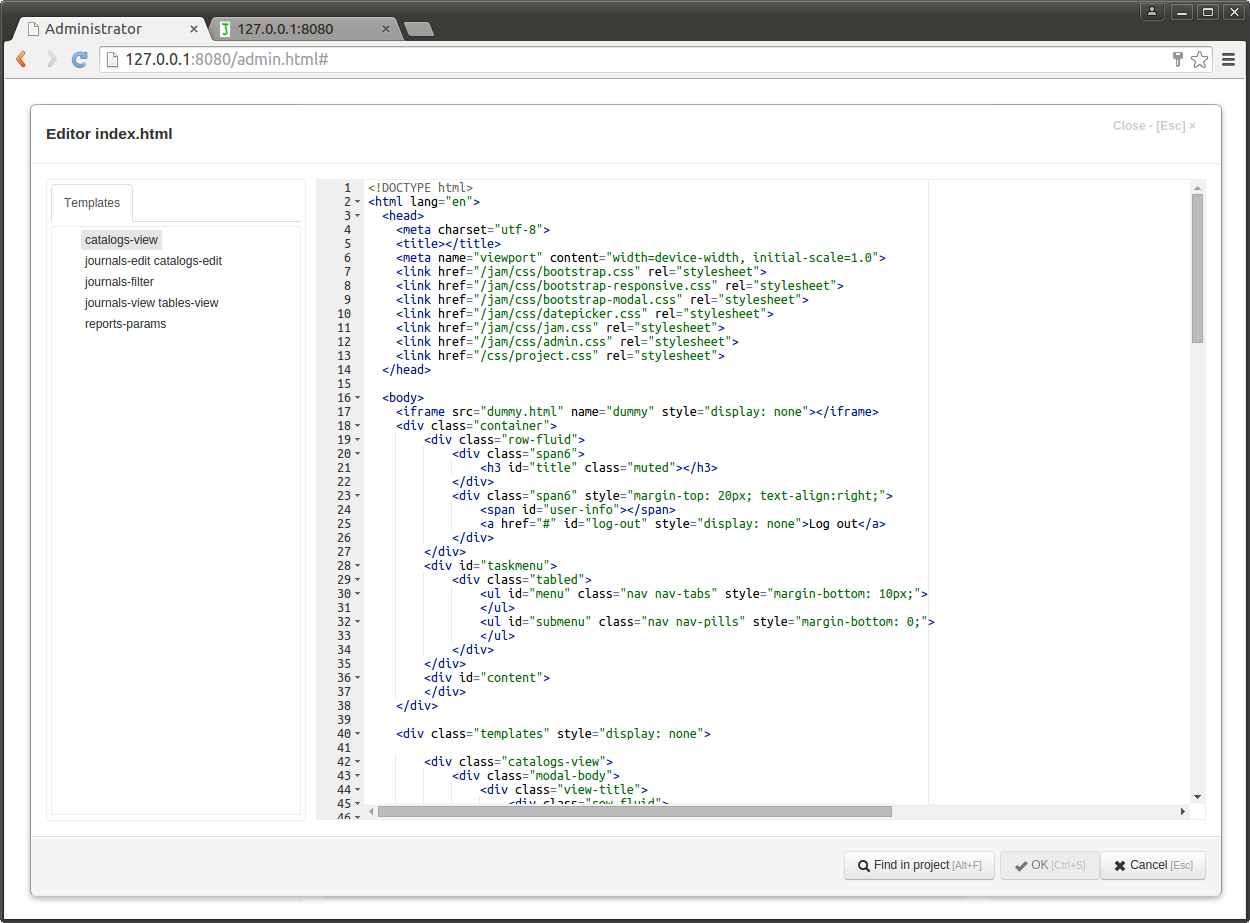 Administrator
127.0.0.1:8080
127.0.0.1:8080/admin.html#
Editor index.html
Close - [Esc] ×
Templates
catalogs-view
journals-edit catalogs-edit
journals-filter
journals-view tables-view
reports-params
1 <!DOCTYPE html>
2 <html lang="en">
3 <head>
4 <meta charset="utf-8">
5 <title></title>
6 <meta name="viewport" content="width=device-width, initial-scale=1.0">
7 <link href="/jam/css/bootstrap.css" rel="stylesheet">
8 <link href="/jam/css/bootstrap-responsive.css" rel="stylesheet">
9 <link href="/jam/css/bootstrap-modal.css" rel="stylesheet">
10 <link href="/jam/css/datepicker.css" rel="stylesheet">
11 <link href="/jam/css/jam.css" rel="stylesheet">
12 <link href="/jam/css/admin.css" rel="stylesheet">
13 <link href="/css/project.css" rel="stylesheet">
14 </head>
15
16 <body>
17 <iframe src="dummy.html" name="dummy" style="display: none"></iframe>
18 <div class="container">
19 <div class="row-fluid">
20 <div class="span6">
21 <h3 id="title" class="muted"></h3>
22 </div>
23 <div class="span6" style="margin-top: 20px; text-align:right;">
24 <span id="user-info"></span>
25 <a href="#" id="log-out" style="display: none">Log out</a>
26 </div>
27 </div>
28 <div id="taskmenu">
29 <div class="tabled">
30 <ul id="menu" class="nav nav-tabs" style="margin-bottom: 10px;">
31 </ul>
32 <ul id="submenu" class="nav nav-pills" style="margin-bottom: 0;">
33 </ul>
34 </div>
35 </div>
36 <div id="content">
37 </div>
38 </div>
39
40 <div class="templates" style="display: none">
41
42 <div class="catalogs-view">
43 <div class="modal-body">
44 <div class="view-title">
45 <div class="row-fluid">
46
Find in project [Alt+F]
OK [Ctrl+S]
Cancel [Esc]